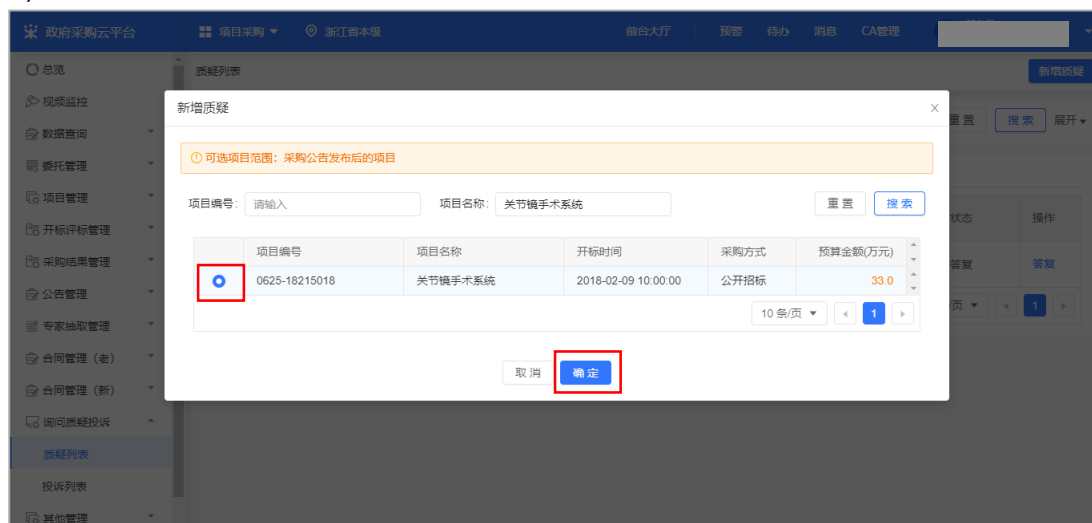 政府采购云平台 项目采购 浙江省本级 前台大厅 预警 待办 消息 CA管理
总览
视频监控
数据查询
委托管理
项目管理
开标评标管理
采购结果管理
公告管理
专家抽取管理
合同管理（老）
合同管理（新）
询问质疑投诉
质疑列表
投诉列表
其他管理
质疑列表 新增质疑
重置 搜索 展开
状态 操作
答复 答复
页 1
新增质疑
可选项目范围：采购公告发布后的项目
项目编号： 请输入 项目名称： 关节镜手术系统 重置 搜索
项目编号 项目名称 开标时间 采购方式 预算金额(万元)
0625-18215018 关节镜手术系统 2018-02-09 10:00:00 公开招标 33.0
10 条/页 1
取消 确定